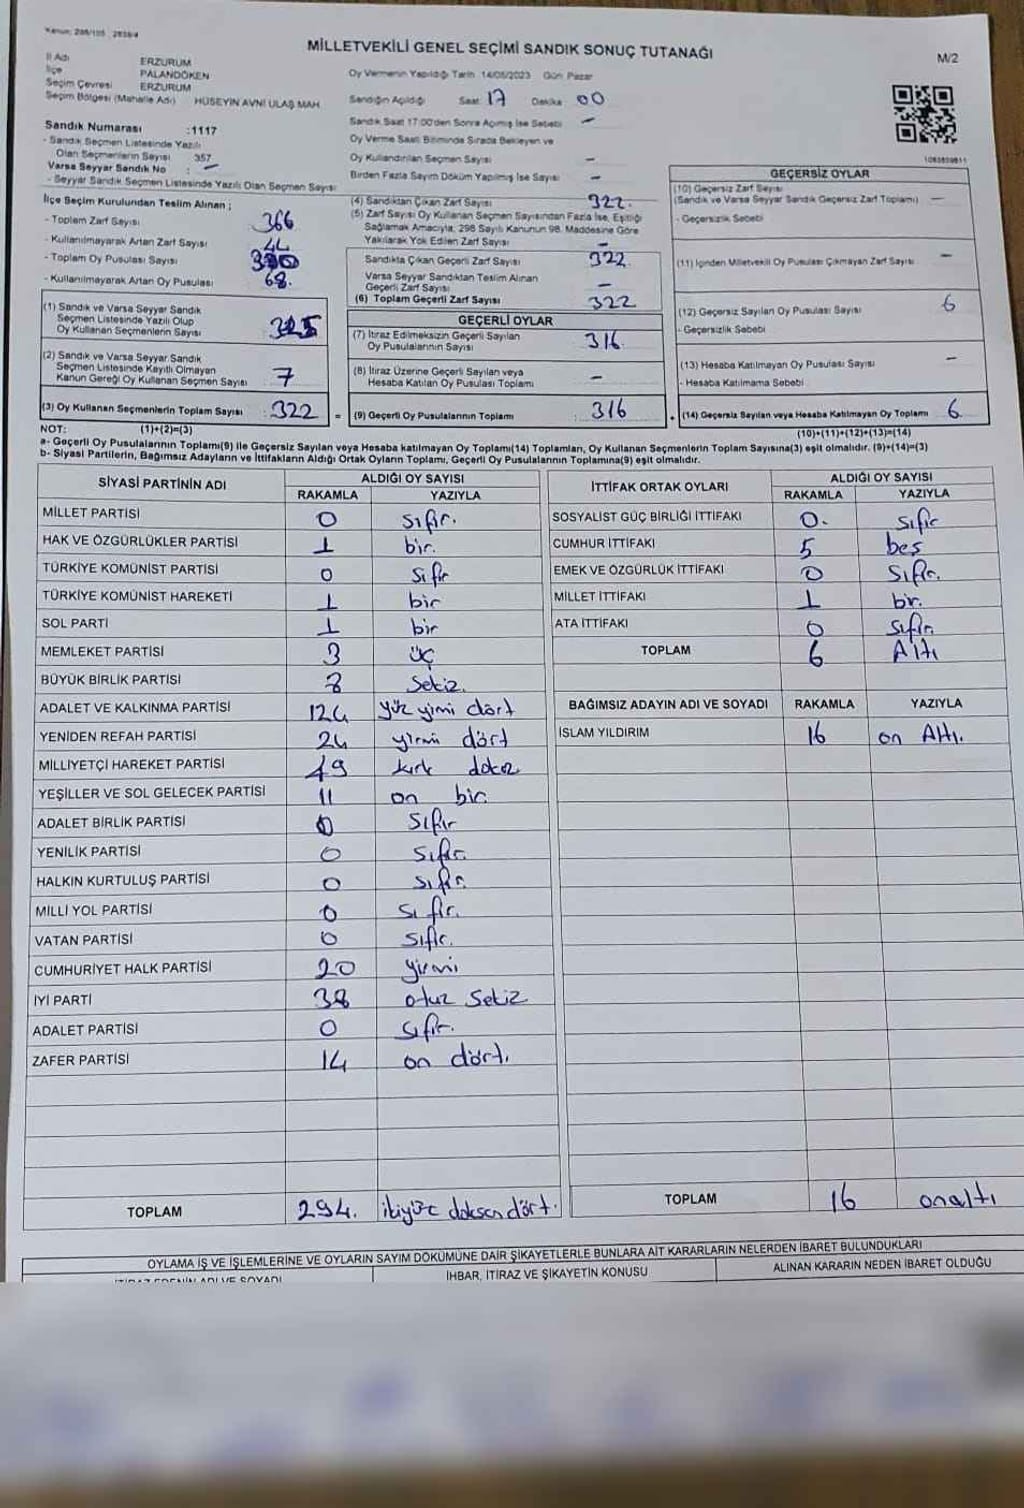 MİLLETVEKİLİ GENEL SEÇİMİ SANDIK SONUÇ TUTANAĞI
M/2
İl Adı ERZURUM
İlçe PALANDÖKEN
Seçim Çevresi ERZURUM
Seçim Bölgesi (Mahalle Adı) HÜSEYİN AVNİ ULAŞ MAH.
Oy Vermenin Yapıldığı Tarih 14/05/2023 Gün: Pazar
Sandığın Açıldığı Saat 17 Dakika 00
Sandık Saat 17:00'den Sonra Açılmış İse Sebebi –
Oy Verme Saati Bitiminde Sırada Bekleyen ve
Oy Kullandırılan Seçmen Sayısı –
Birden Fazla Sayım Döküm Yapılmış İse Sayısı –
Sandık Numarası :1117
- Sandık Seçmen Listesinde Yazılı
Olan Seçmenlerin Sayısı 357
Varsa Seyyar Sandık No : –
- Seyyar Sandık Seçmen Listesinde Yazılı Olan Seçmen Sayısı
İlçe Seçim Kurulundan Teslim Alınan ;
- Toplam Zarf Sayısı 366
- Kullanılmayarak Artan Zarf Sayısı 44
- Toplam Oy Pusulası Sayısı
- Kullanılmayarak Artan Oy Pusulası 68.
(1) Sandık ve Varsa Seyyar Sandık
Seçmen Listesinde Yazılı Olup
Oy Kullanan Seçmenlerin Sayısı
(2) Sandık ve Varsa Seyyar Sandık
Seçmen Listesinde Kayıtlı Olmayan
Kanun Gereği Oy Kullanan Seçmen Sayısı 7
(3) Oy Kullanan Seçmenlerin Toplam Sayısı : 322
(4) Sandıktan Çıkan Zarf Sayısı 322.
(5) Zarf Sayısı Oy Kullanan Seçmen Sayısından Fazla İse, Eşitliği
Sağlamak Amacıyla, 298 Sayılı Kanunun 98. Maddesine Göre
Yakılarak Yok Edilen Zarf Sayısı –
Sandıkta Çıkan Geçerli Zarf Sayısı 322.
Varsa Seyyar Sandıktan Teslim Alınan
Geçerli Zarf Sayısı –
(6) Toplam Geçerli Zarf Sayısı 322
GEÇERLİ OYLAR
(7) İtiraz Edilmeksizin Geçerli Sayılan
Oy Pusulalarının Sayısı 316
(8) İtiraz Üzerine Geçerli Sayılan veya
Hesaba Katılan Oy Pusulası Toplamı –
= (9) Geçerli Oy Pusulalarının Toplamı 316
1083839811
GEÇERSİZ OYLAR
(10) Geçersiz Zarf Sayısı
(Sandık ve Varsa Seyyar Sandık Geçersiz Zarf Toplamı) –
- Geçersizlik Sebebi
(11) İçinden Milletvekili Oy Pusulası Çıkmayan Zarf Sayısı –
(12) Geçersiz Sayılan Oy Pusulası Sayısı 6
- Geçersizlik Sebebi
(13) Hesaba Katılmayan Oy Pusulası Sayısı –
- Hesaba Katılmama Sebebi
+ (14) Geçersiz Sayılan veya Hesaba Katılmayan Oy Toplamı 6
NOT: (1)+(2)=(3) (10)+(11)+(12)+(13)=(14)
a- Geçerli Oy Pusulalarının Toplamı(9) ile Geçersiz Sayılan veya Hesaba katılmayan Oy Toplamı(14) Toplamları, Oy Kullanan Seçmenlerin Toplam Sayısına(3) eşit olmalıdır. (9)+(14)=(3)
b- Siyasi Partilerin, Bağımsız Adayların ve İttifakların Aldığı Ortak Oyların Toplamı, Geçerli Oy Pusulalarının Toplamına(9) eşit olmalıdır.
SİYASİ PARTİNİN ADI ALDIĞI OY SAYISI
RAKAMLA YAZIYLA
MİLLET PARTİSİ 0 sıfır.
HAK VE ÖZGÜRLÜKLER PARTİSİ 1 bir.
TÜRKİYE KOMÜNİST PARTİSİ 0 sıfır
TÜRKİYE KOMÜNİST HAREKETİ 1 bir
SOL PARTİ 1 bir
MEMLEKET PARTİSİ 3 üç
BÜYÜK BİRLİK PARTİSİ 8 sekiz.
ADALET VE KALKINMA PARTİSİ 124 yüz yirmi dört
YENİDEN REFAH PARTİSİ 24 yirmi dört
MİLLİYETÇİ HAREKET PARTİSİ 49 kırk dokuz
YEŞİLLER VE SOL GELECEK PARTİSİ 11 on bir.
ADALET BİRLİK PARTİSİ 0 sıfır
YENİLİK PARTİSİ 0 sıfır.
HALKIN KURTULUŞ PARTİSİ 0 sıfır.
MİLLİ YOL PARTİSİ 0 sıfır.
VATAN PARTİSİ 0 sıfır.
CUMHURİYET HALK PARTİSİ 20 yirmi
İYİ PARTİ 38 otuz sekiz
ADALET PARTİSİ 0 sıfır.
ZAFER PARTİSİ 14 on dört.
TOPLAM 294. ikiyüz doksan dört.
İTTİFAK ORTAK OYLARI ALDIĞI OY SAYISI
RAKAMLA YAZIYLA
SOSYALİST GÜÇ BİRLİĞİ İTTİFAKI 0. sıfır
CUMHUR İTTİFAKI 5 beş
EMEK VE ÖZGÜRLÜK İTTİFAKI 0 sıfır.
MİLLET İTTİFAKI 1 bir.
ATA İTTİFAKI 0 sıfır.
TOPLAM 6 Altı
BAĞIMSIZ ADAYIN ADI VE SOYADI RAKAMLA YAZIYLA
İSLAM YILDIRIM 16 on Altı.
TOPLAM 16 onaltı
OYLAMA İŞ VE İŞLEMLERİNE VE OYLARIN SAYIM DÖKÜMÜNE DAİR ŞİKAYETLERLE BUNLARA AİT KARARLARIN NELERDEN İBARET BULUNDUKLARI
İTİRAZ EDENİN ADI VE SOYADI İHBAR, İTİRAZ VE ŞİKAYETİN KONUSU ALINAN KARARIN NEDEN İBARET OLDUĞU